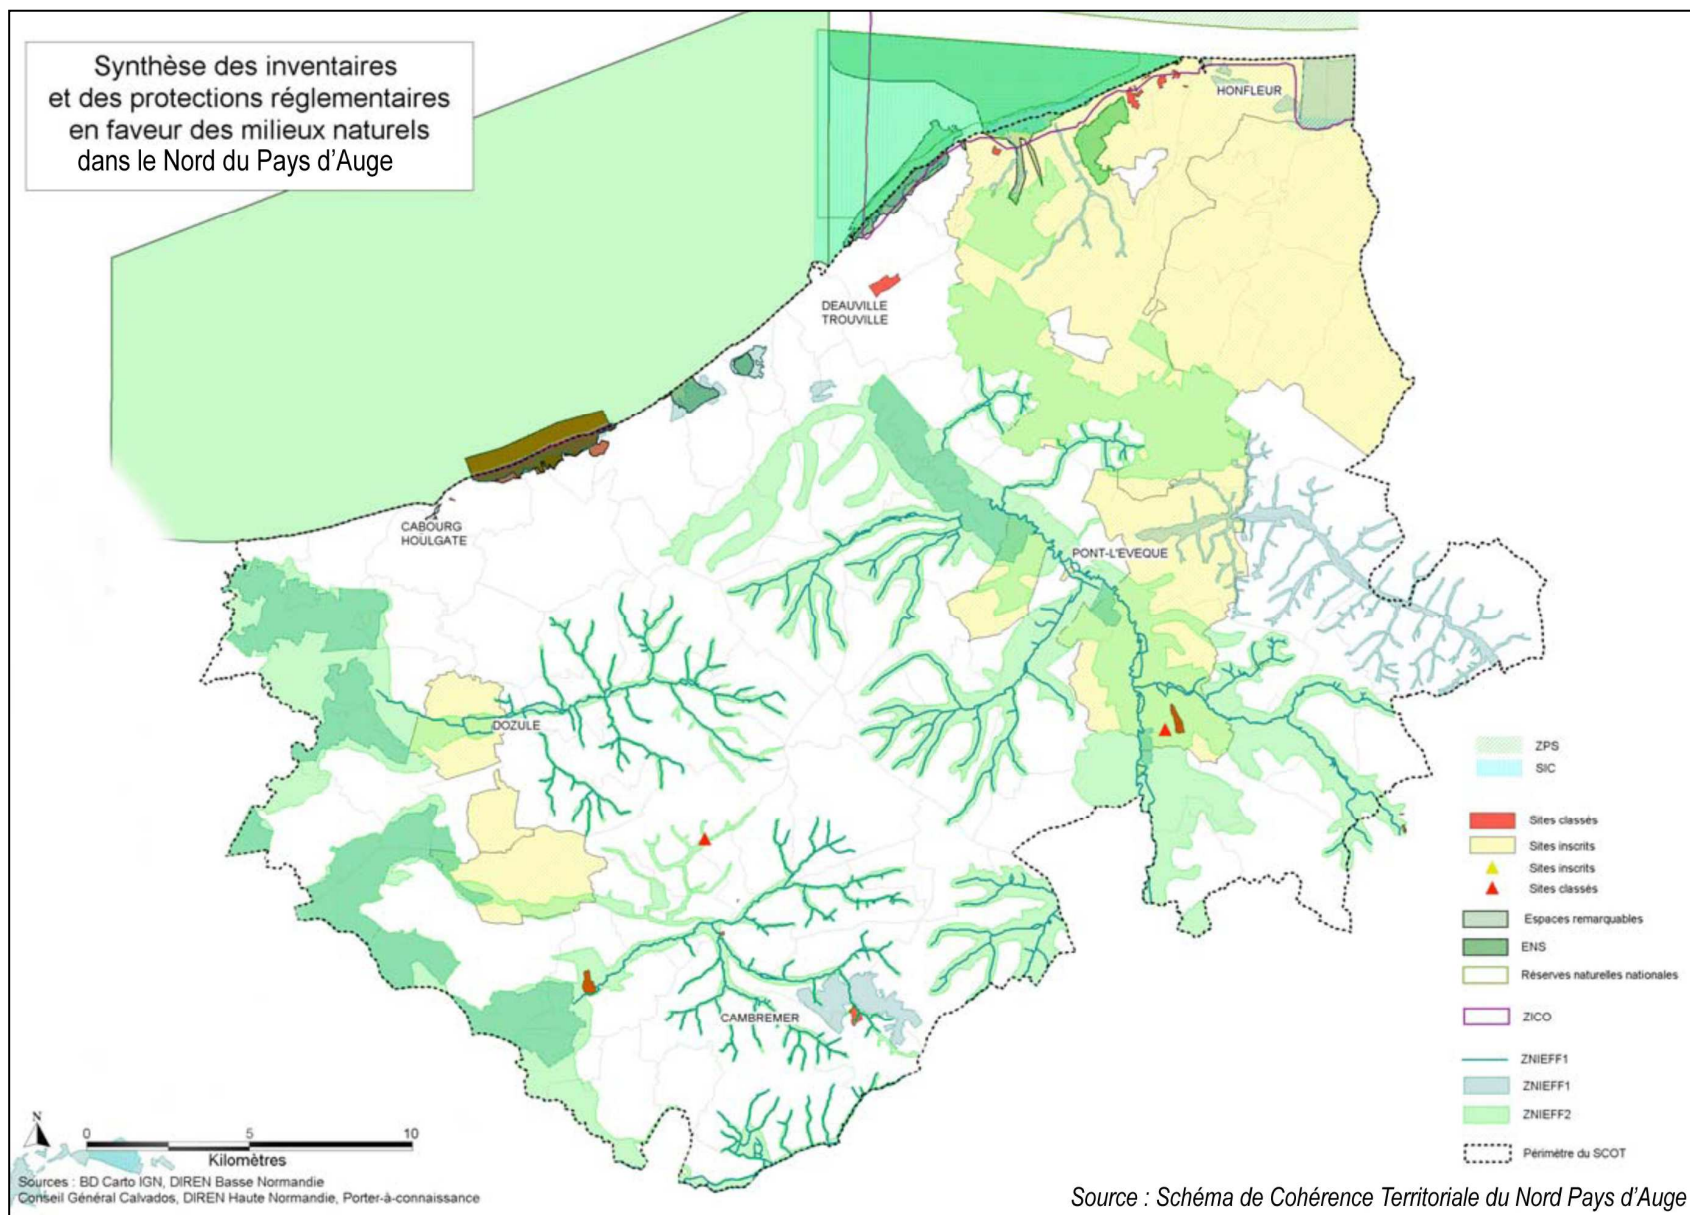 Synthèse des inventaires
et des protections réglementaires
en faveur des milieux naturels
dans le Nord du Pays d'Auge
HONFLEUR
DEAUVILLE
TROUVILLE
CABOURG
HOULGATE
PONT-L'EVEQUE
DOZULE
CAMBREMER
ZPS
SIC
Sites classés
Sites inscrits
Sites inscrits
Sites classés
Espaces remarquables
ENS
Réserves naturelles nationales
ZICO
ZNIEFF1
ZNIEFF1
ZNIEFF2
Périmètre du SCOT
N
0 5 10
Kilomètres
Sources : BD Carto IGN, DIREN Basse Normandie
Conseil Général Calvados, DIREN Haute Normandie, Porter-à-connaissance
Source : Schéma de Cohérence Territoriale du Nord Pays d'Auge